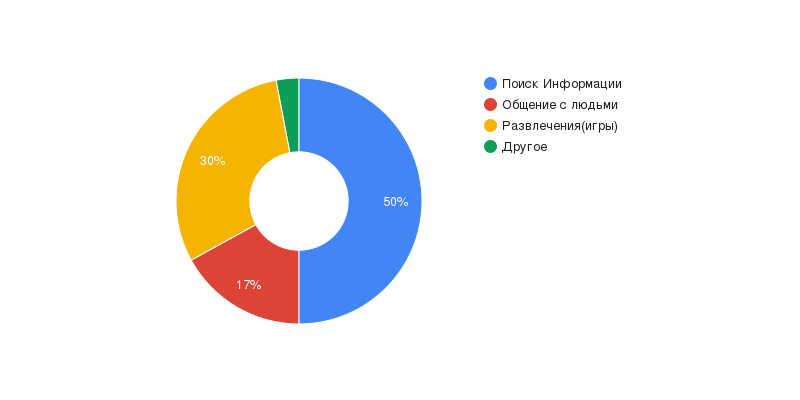 Поиск Информации
Общение с людьми
Развлечения(игры)
Другое
30%
50%
17%